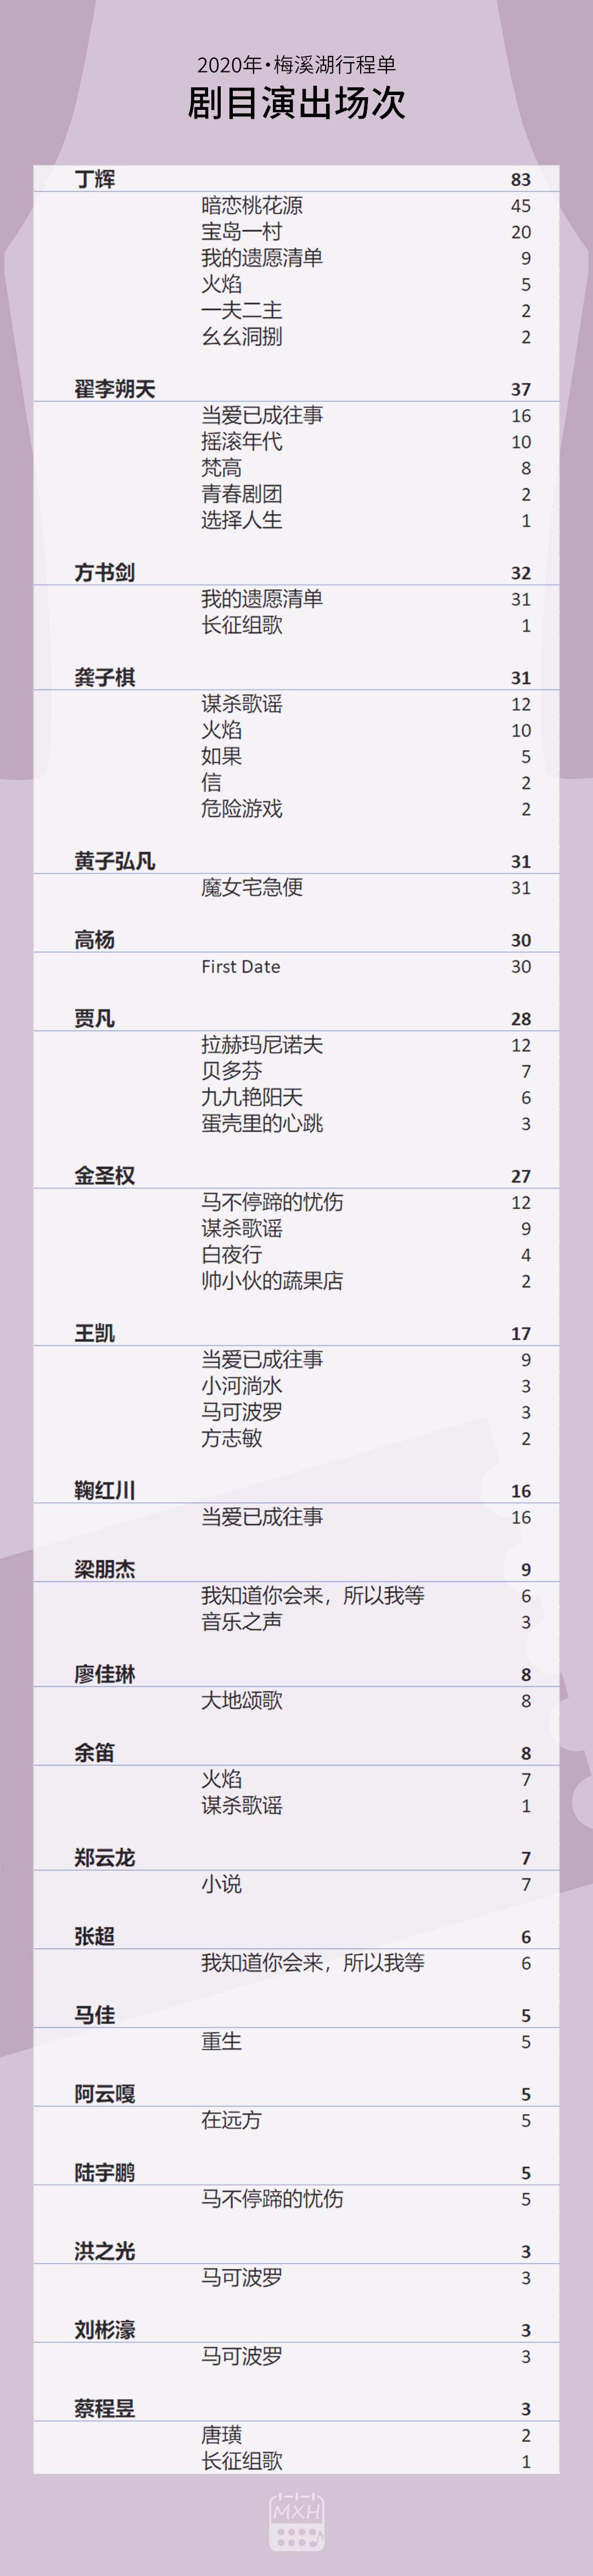 2020年·梅溪湖行程单
剧目演出场次
丁辉 83
暗恋桃花源 45
宝岛一村 20
我的遗愿清单 9
火焰 5
一夫二主 2
幺幺洞捌 2
翟李朔天 37
当爱已成往事 16
摇滚年代 10
梵高 8
青春剧团 2
选择人生 1
方书剑 32
我的遗愿清单 31
长征组歌 1
龚子棋 31
谋杀歌谣 12
火焰 10
如果 5
信 2
危险游戏 2
黄子弘凡 31
魔女宅急便 31
高杨 30
First Date 30
贾凡 28
拉赫玛尼诺夫 12
贝多芬 7
九九艳阳天 6
蛋壳里的心跳 3
金圣权 27
马不停蹄的忧伤 12
谋杀歌谣 9
白夜行 4
帅小伙的蔬果店 2
王凯 17
当爱已成往事 9
小河淌水 3
马可波罗 3
方志敏 2
鞠红川 16
当爱已成往事 16
梁朋杰 9
我知道你会来，所以我等 6
音乐之声 3
廖佳琳 8
大地颂歌 8
余笛 8
火焰 7
谋杀歌谣 1
郑云龙 7
小说 7
张超 6
我知道你会来，所以我等 6
马佳 5
重生 5
阿云嘎 5
在远方 5
陆宇鹏 5
马不停蹄的忧伤 5
洪之光 3
马可波罗 3
刘彬濠 3
马可波罗 3
蔡程昱 3
唐璜 2
长征组歌 1
MXH